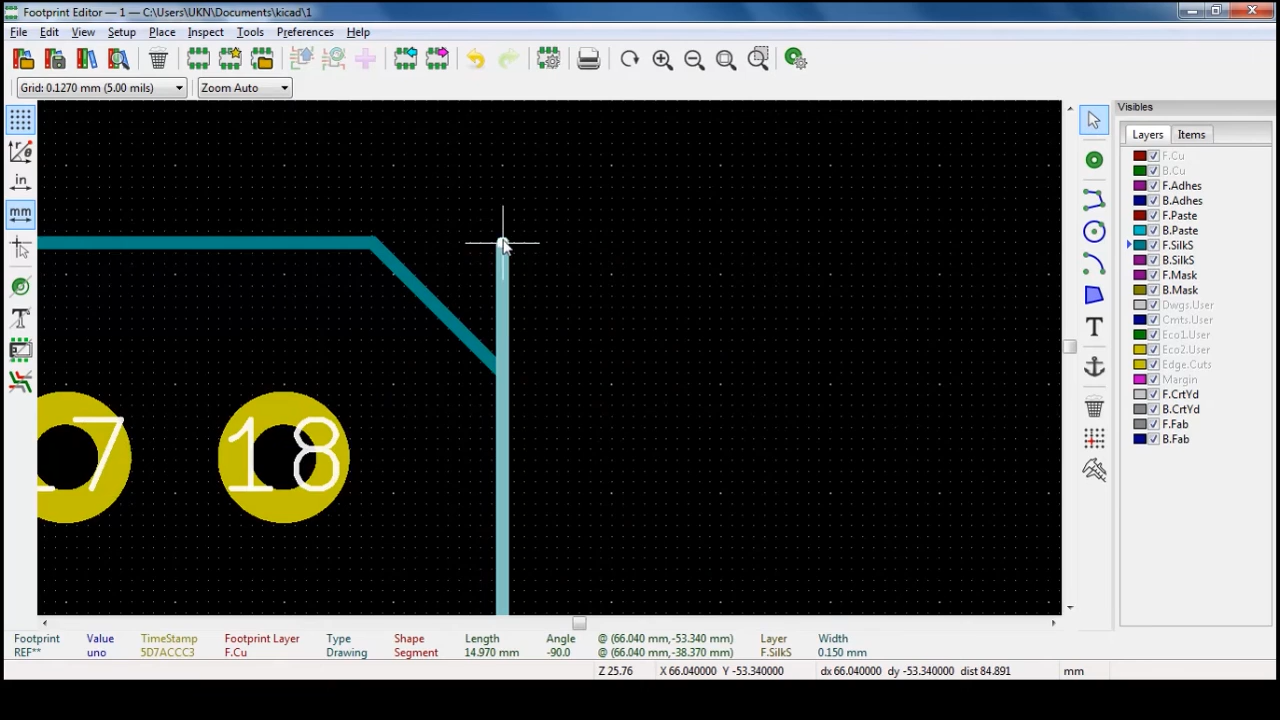 Footprint Editor — 1 — C:\Users\UKN\Documents\kicad\1
File Edit View Setup Place Inspect Tools Preferences Help
Grid: 0.1270 mm (5.00 mils) Zoom Auto
Visibles
Layers Items
F.Cu
B.Cu
F.Adhes
B.Adhes
F.Paste
B.Paste
F.SilkS
B.SilkS
F.Mask
B.Mask
Dwgs.User
Cmts.User
Eco1.User
Eco2.User
Edge.Cuts
Margin
F.CrtYd
B.CrtYd
F.Fab
B.Fab
in
mm
17 18
Footprint Value TimeStamp Footprint Layer Type Shape Length Angle @ (66.040 mm,-53.340 mm) Layer Width
REF** uno 5D7ACCC3 F.Cu Drawing Segment 14.970 mm -90.0 @ (66.040 mm,-38.370 mm) F.SilkS 0.150 mm
Z 25.76 X 66.040000 Y -53.340000 dx 66.040000 dy -53.340000 dist 84.891 mm